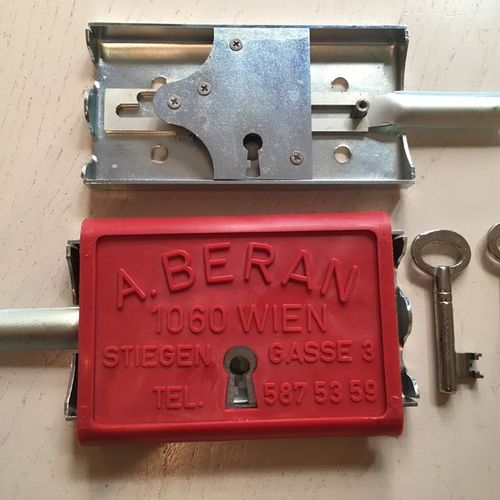 A. BERAN
1060 WIEN
STIEGEN GASSE 3
TEL. 587 53 59